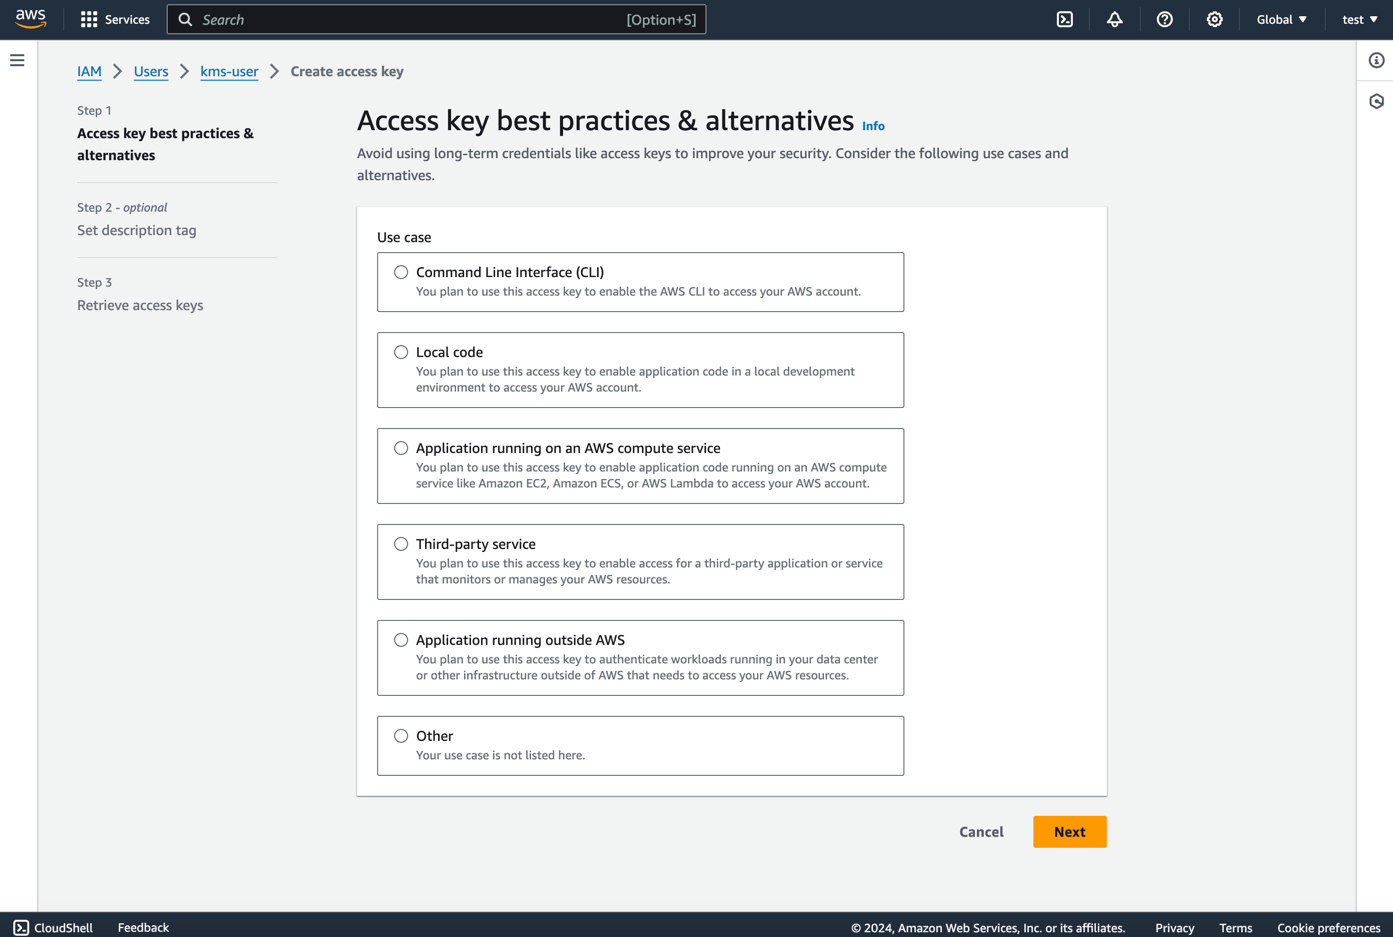 aws
Services
Search
[Option+S]
Global
test
IAM
Users
kms-user
Create access key
Step 1
Access key best practices &
alternatives
Step 2 - optional
Set description tag
Step 3
Retrieve access keys
Access key best practices & alternatives Info
Avoid using long-term credentials like access keys to improve your security. Consider the following use cases and
alternatives.
Use case
Command Line Interface (CLI)
You plan to use this access key to enable the AWS CLI to access your AWS account.
Local code
You plan to use this access key to enable application code in a local development
environment to access your AWS account.
Application running on an AWS compute service
You plan to use this access key to enable application code running on an AWS compute
service like Amazon EC2, Amazon ECS, or AWS Lambda to access your AWS account.
Third-party service
You plan to use this access key to enable access for a third-party application or service
that monitors or manages your AWS resources.
Application running outside AWS
You plan to use this access key to authenticate workloads running in your data center
or other infrastructure outside of AWS that needs to access your AWS resources.
Other
Your use case is not listed here.
Cancel
Next
CloudShell
Feedback
© 2024, Amazon Web Services, Inc. or its affiliates.
Privacy
Terms
Cookie preferences